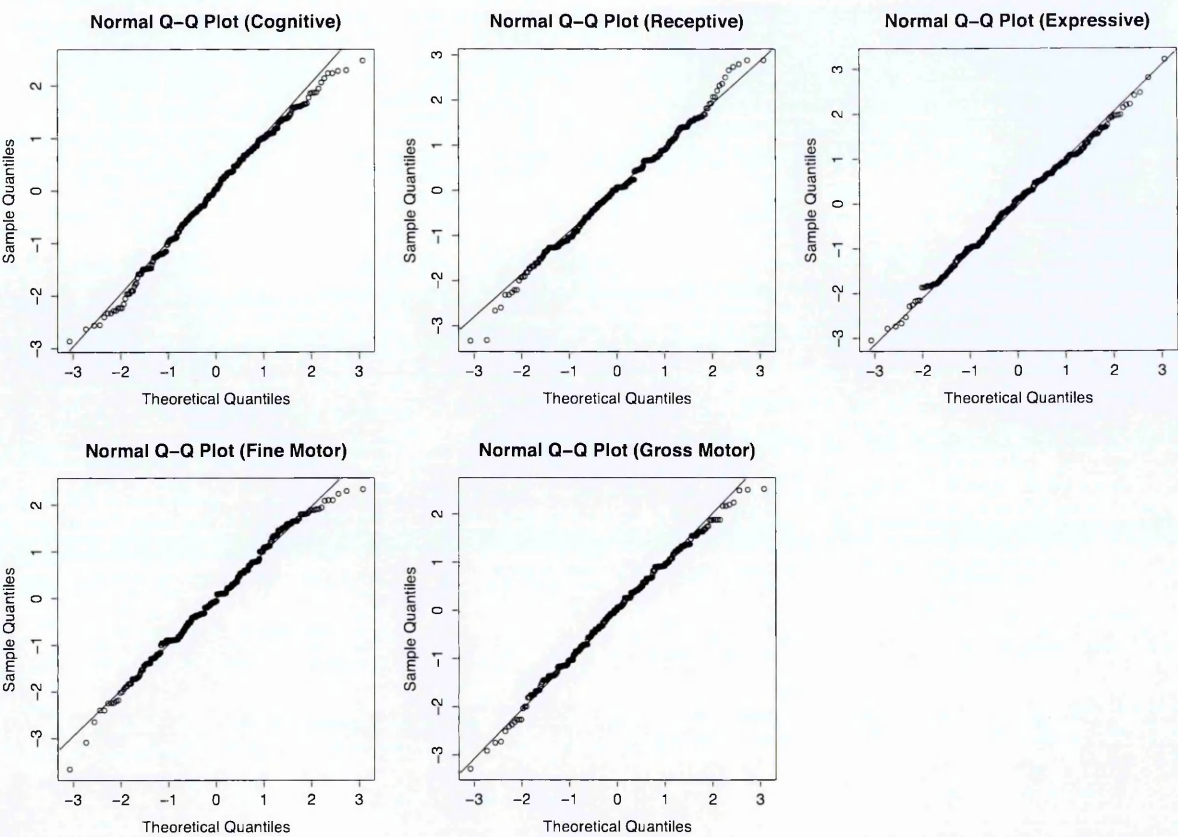 Normal Q–Q Plot (Cognitive)
Sample Quantiles
2
1
0
−1
−2
−3
−3 −2 −1 0 1 2 3
Theoretical Quantiles
Normal Q–Q Plot (Receptive)
Sample Quantiles
3
2
1
0
−1
−2
−3
−3 −2 −1 0 1 2 3
Theoretical Quantiles
Normal Q–Q Plot (Expressive)
Sample Quantiles
3
2
1
0
−1
−2
−3
−3 −2 −1 0 1 2 3
Theoretical Quantiles
Normal Q–Q Plot (Fine Motor)
Sample Quantiles
2
1
0
−1
−2
−3
−3 −2 −1 0 1 2 3
Theoretical Quantiles
Normal Q–Q Plot (Gross Motor)
Sample Quantiles
2
1
0
−1
−2
−3
−3 −2 −1 0 1 2 3
Theoretical Quantiles